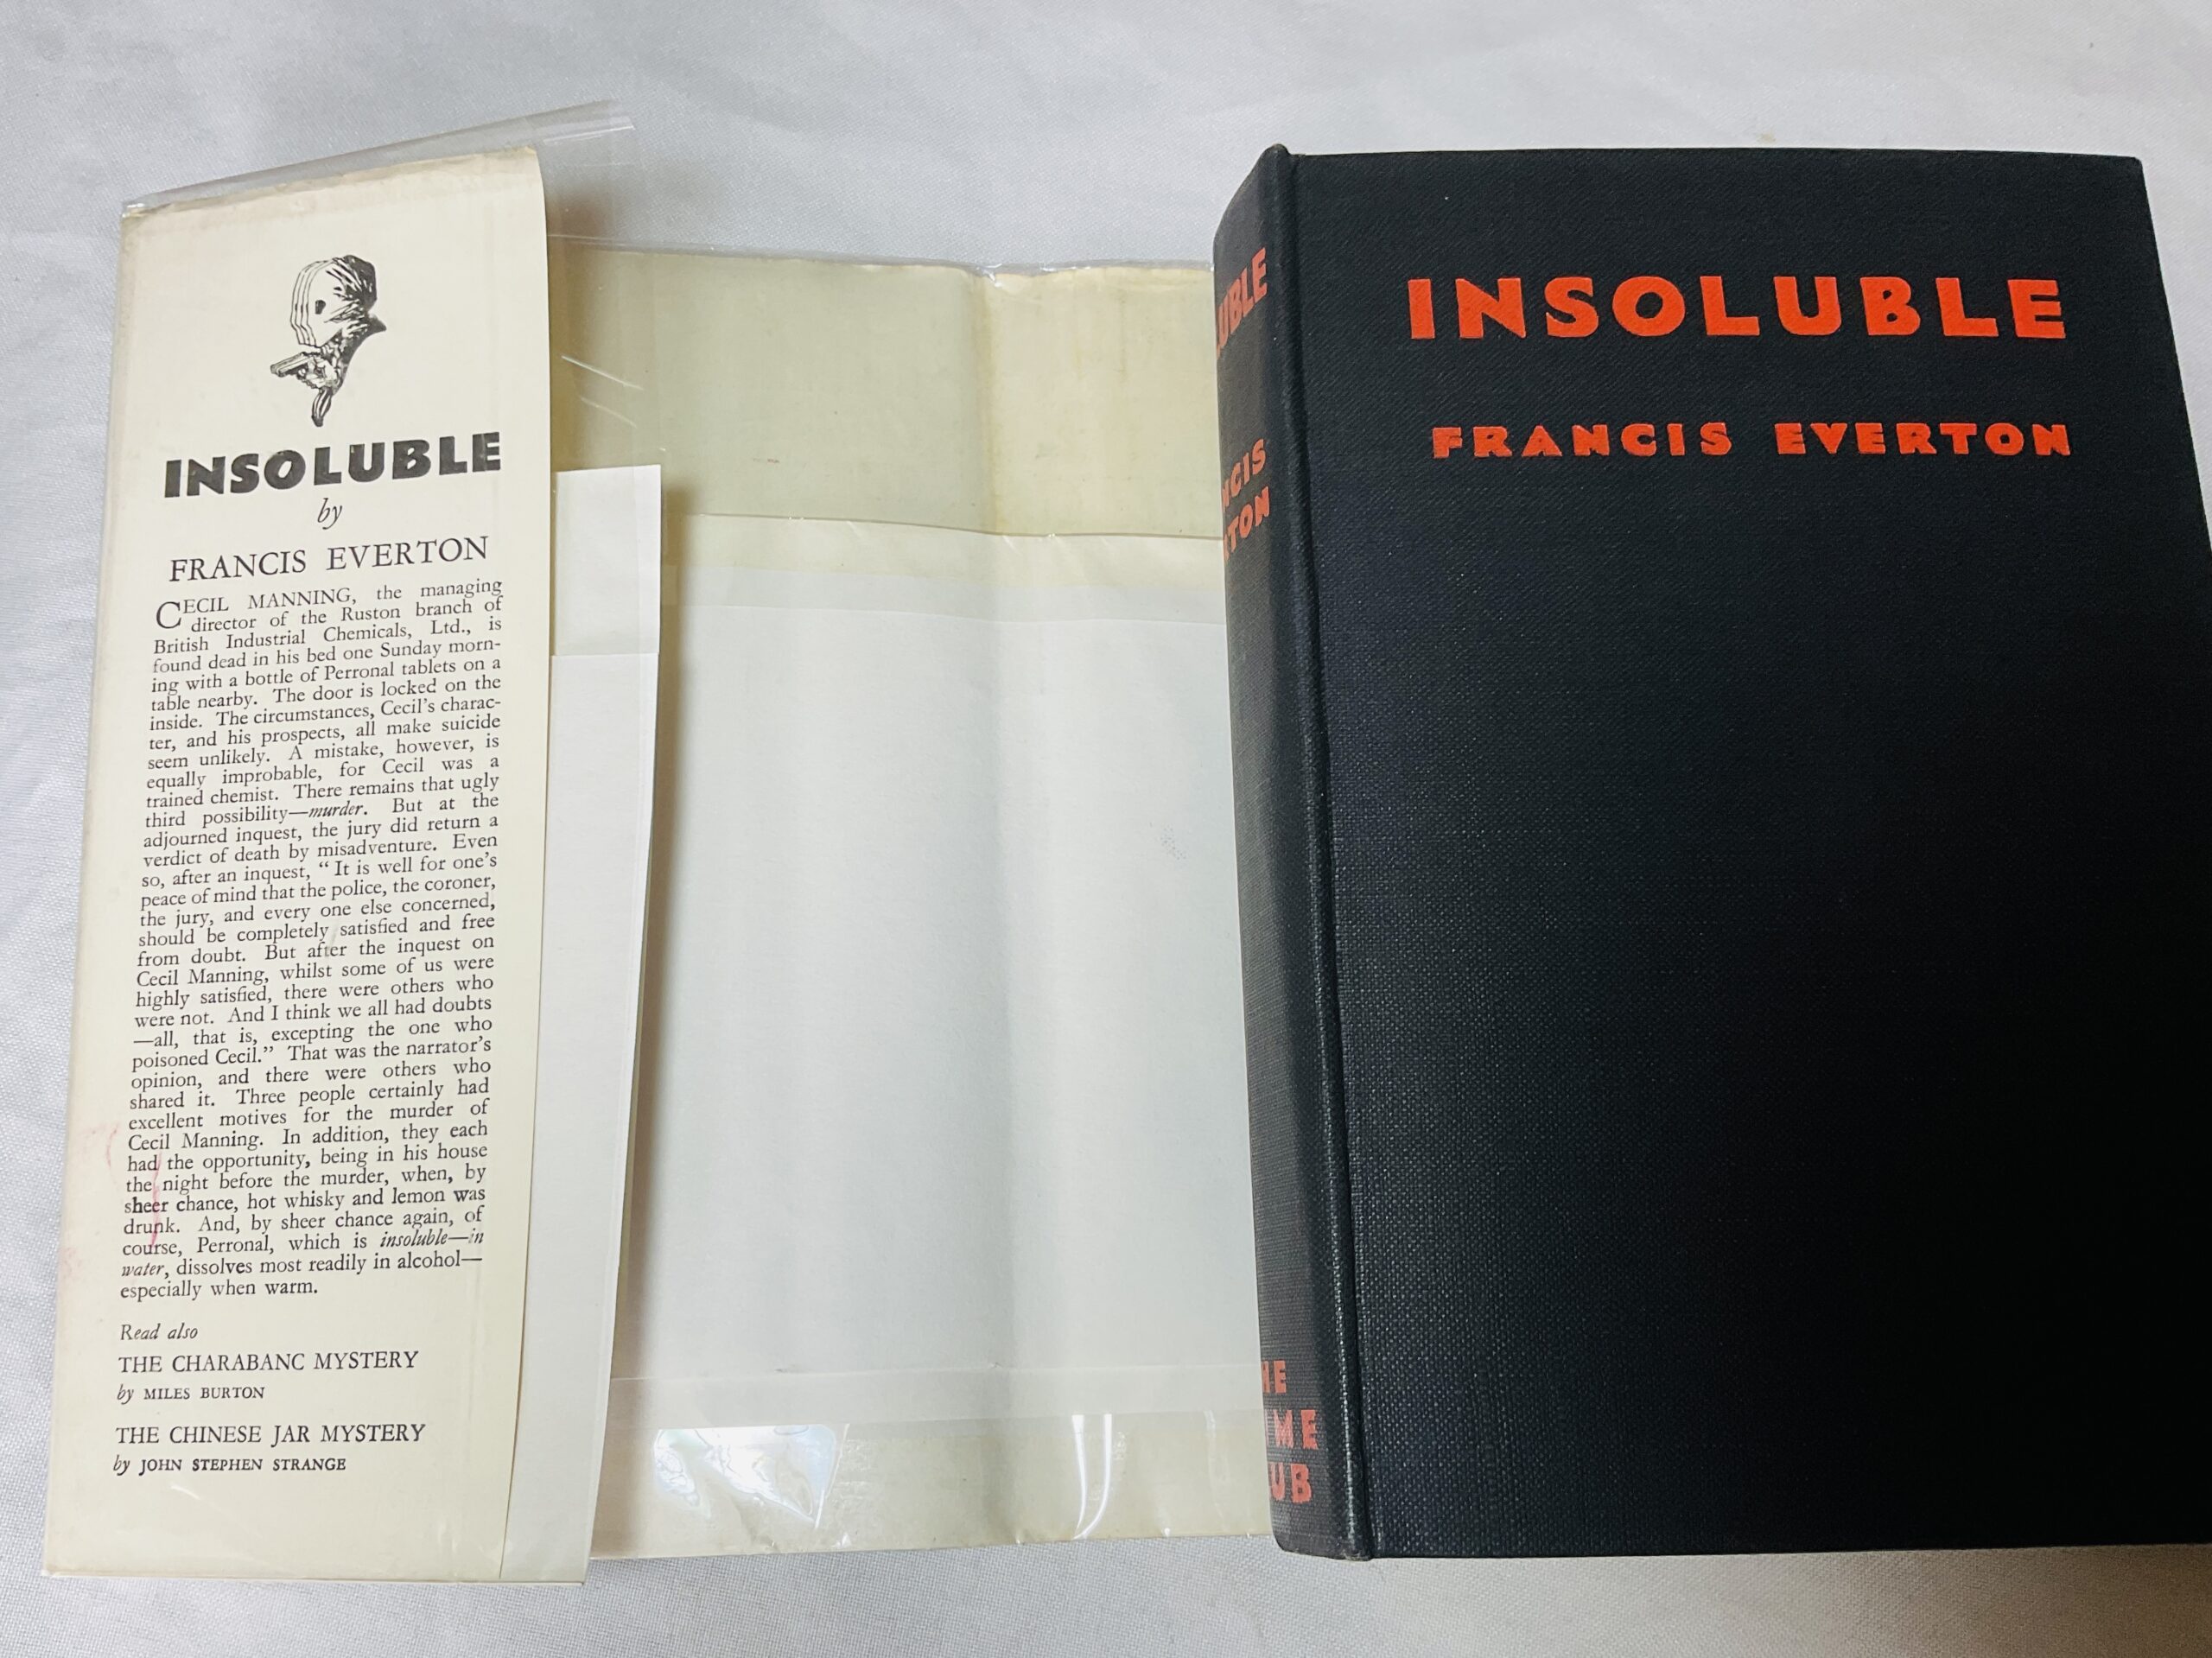 INSOLUBLE
by
FRANCIS EVERTON
CECIL MANNING, the managing
director of the Ruston branch of
British Industrial Chemicals, Ltd., is
found dead in his bed one Sunday morn-
ing with a bottle of Perronal tablets on a
table nearby. The door is locked on the
inside. The circumstances, Cecil's charac-
ter, and his prospects, all make suicide
seem unlikely. A mistake, however, is
equally improbable, for Cecil was a
trained chemist. There remains that ugly
third possibility—murder. But at the
adjourned inquest, the jury did return a
verdict of death by misadventure. Even
so, after an inquest, “ It is well for one's
peace of mind that the police, the coroner,
the jury, and every one else concerned,
should be completely satisfied and free
from doubt. But after the inquest on
Cecil Manning, whilst some of us were
highly satisfied, there were others who
were not. And I think we all had doubts
—all, that is, excepting the one who
poisoned Cecil.” That was the narrator's
opinion, and there were others who
shared it. Three people certainly had
excellent motives for the murder of
Cecil Manning. In addition, they each
had the opportunity, being in his house
the night before the murder, when, by
sheer chance, hot whisky and lemon was
drunk. And, by sheer chance again, of
course, Perronal, which is insoluble—in
water, dissolves most readily in alcohol—
especially when warm.
Read also
THE CHARABANC MYSTERY
by MILES BURTON
THE CHINESE JAR MYSTERY
by JOHN STEPHEN STRANGE
UBLE
NCIS
TON
HE
IME
UB
INSOLUBLE
FRANCIS EVERTON